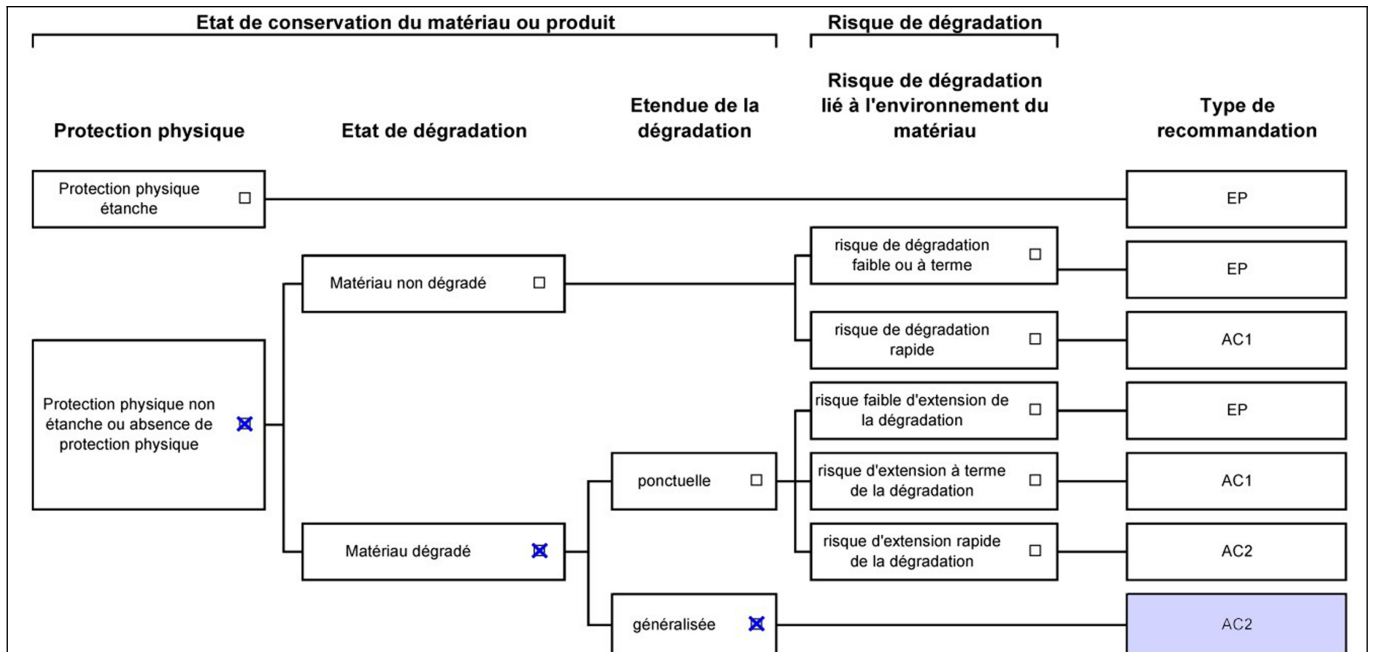 Etat de conservation du matériau ou produit
Risque de dégradation
Protection physique
Etat de dégradation
Etendue de la
dégradation
Risque de dégradation
lié à l'environnement du
matériau
Type de
recommandation
Protection physique
étanche
EP
risque de dégradation
faible ou à terme
EP
Matériau non dégradé
risque de dégradation
rapide
AC1
Protection physique non
étanche ou absence de
protection physique
risque faible d'extension de
la dégradation
EP
ponctuelle
risque d'extension à terme
de la dégradation
AC1
Matériau dégradé
risque d'extension rapide
de la dégradation
AC2
généralisée
AC2